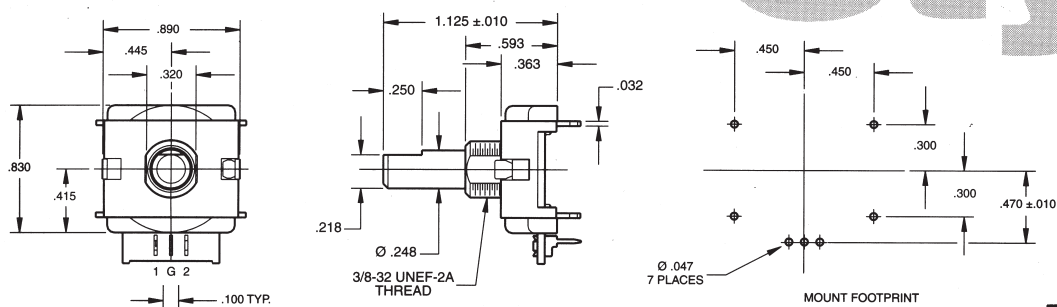 .890
.445
.320
.830
.415
1 G 2
.100 TYP.
1.125 ±.010
.593
.363
.250
.032
.218
Ø .248
3/8-32 UNEF-2A
THREAD
.450
.450
.300
.300
.470 ±.010
Ø .047
7 PLACES
MOUNT FOOTPRINT